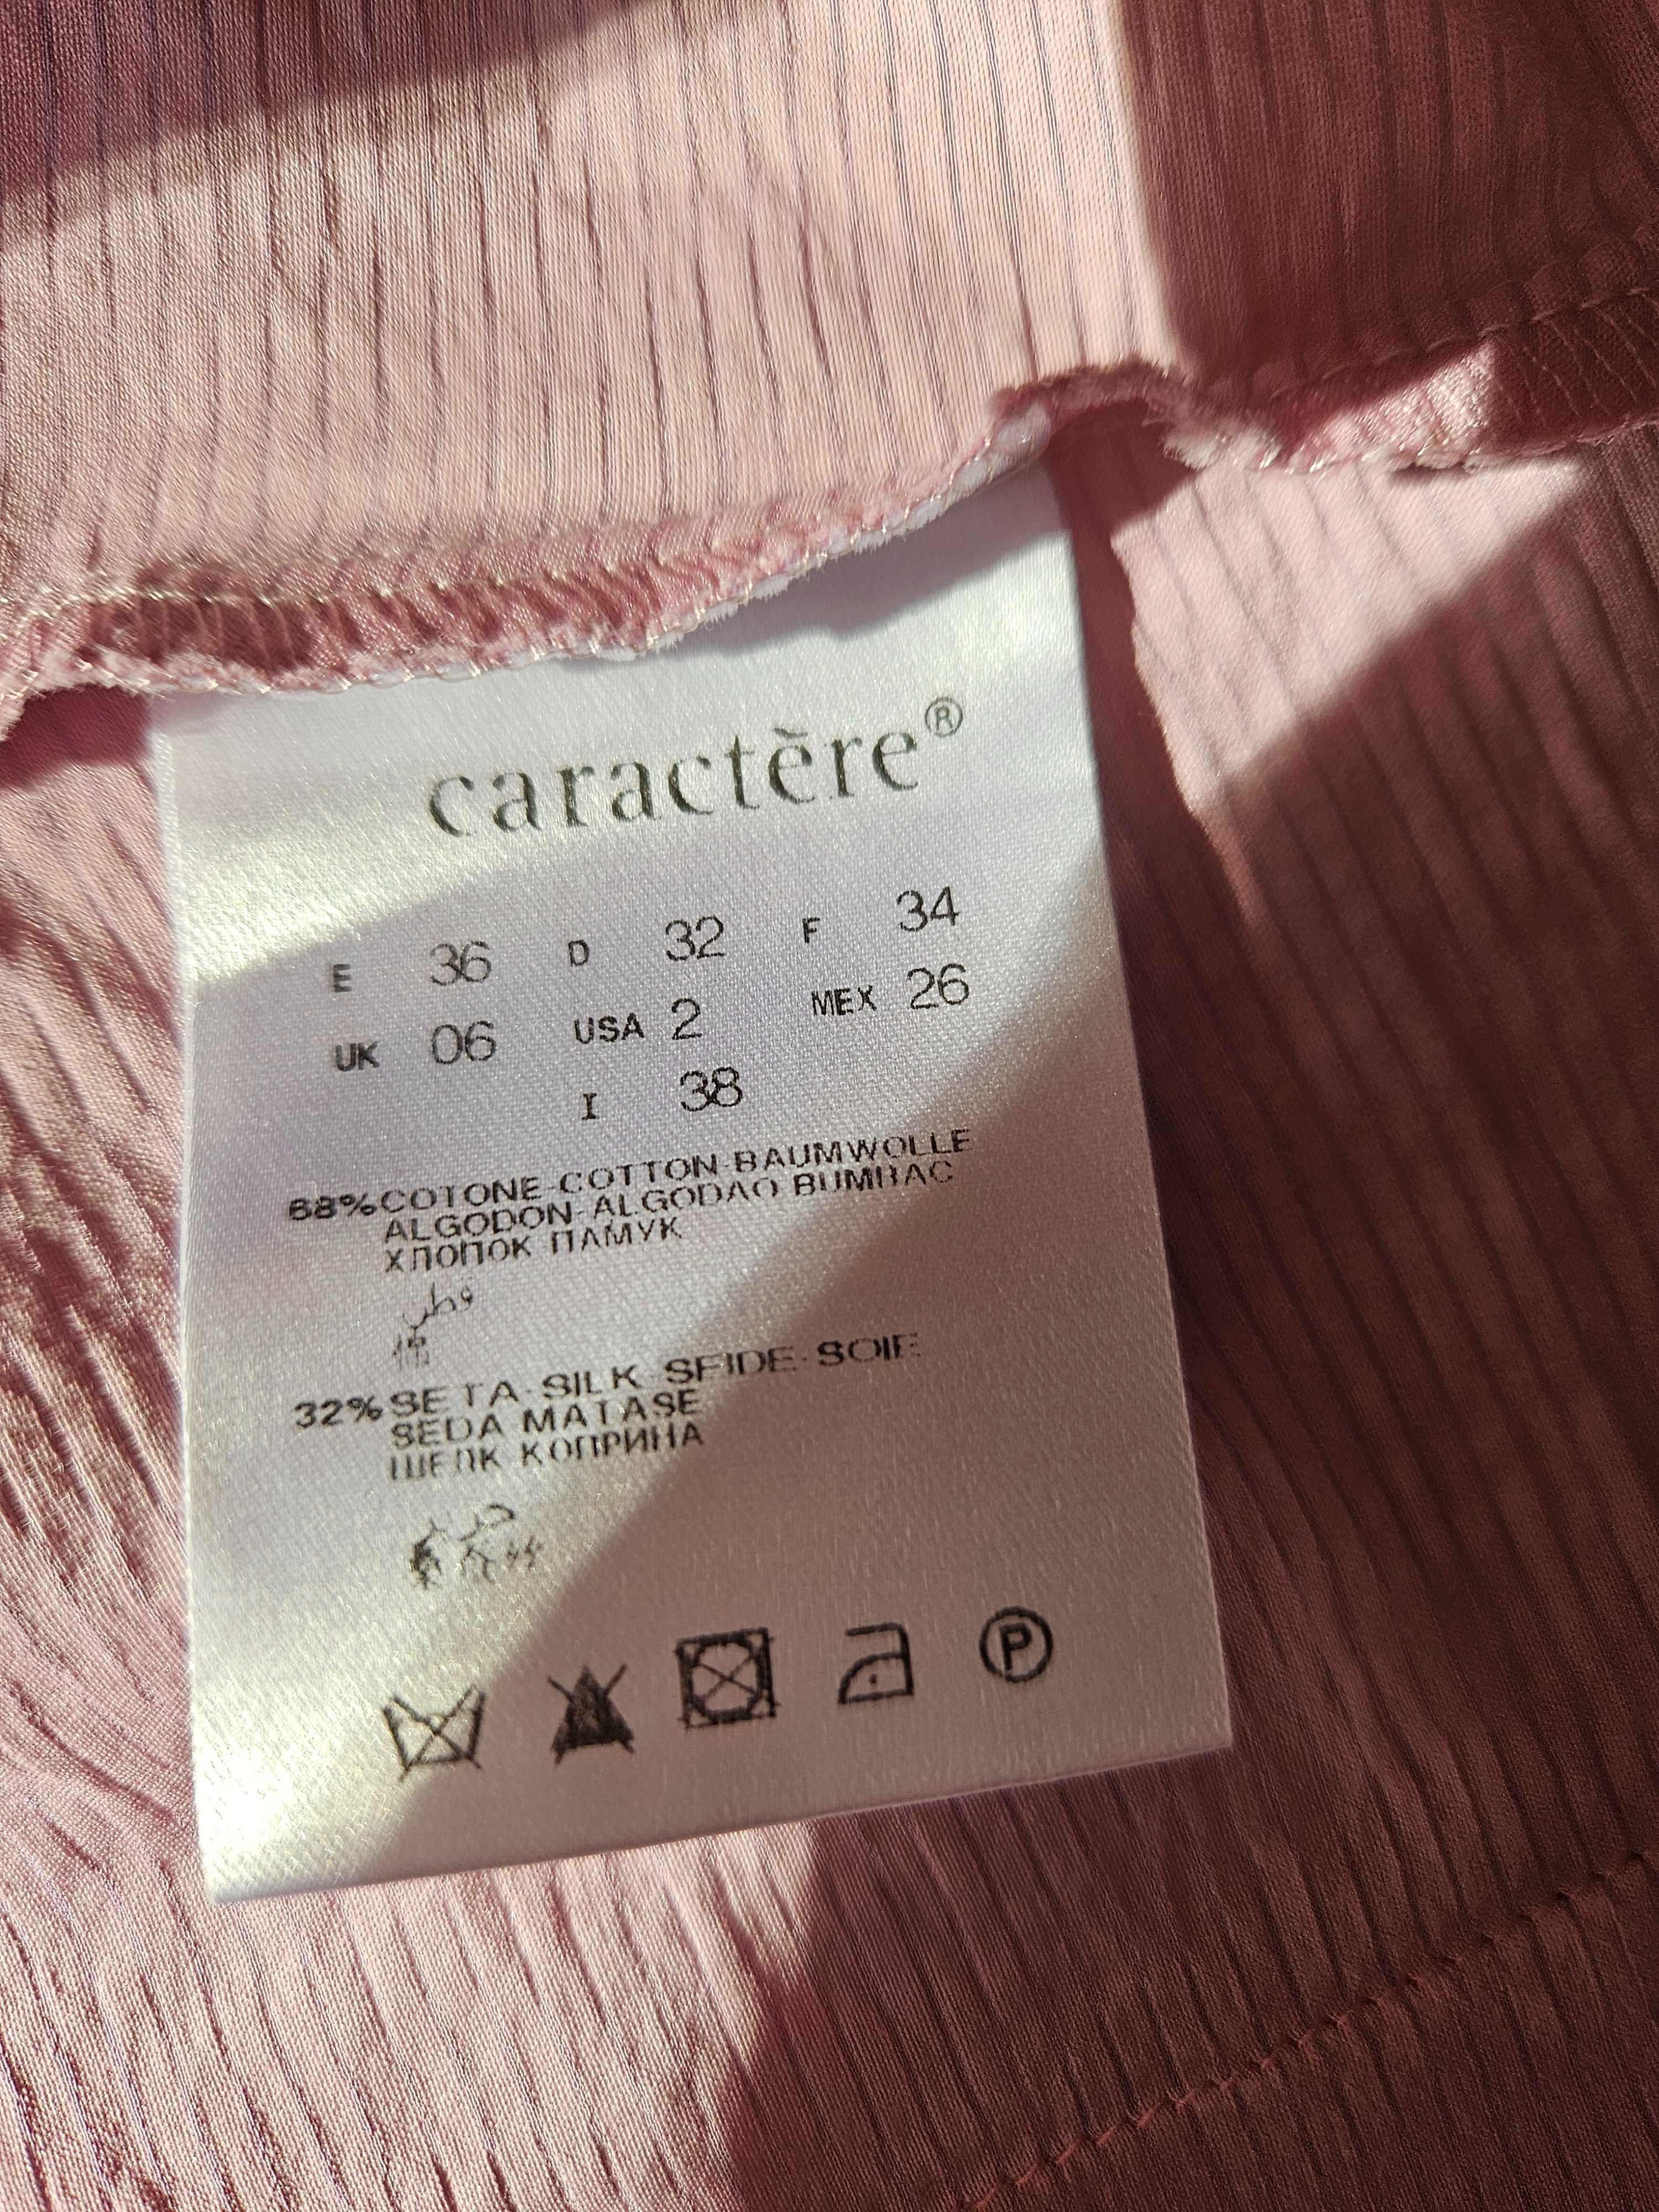 caractère®
E 36 D 32 F 34
UK 06 USA 2 MEX 26
I 38
68%COTONE-COTTON-BAUMWOLLE
ALGODON-ALGODAO BUMBAC
ХЛОПОК ПАМУК
قطن
棉
32%SETA-SILK-SEIDE-SOIE
SEDA MATASE
ШЕЛК КОПРИНА
P